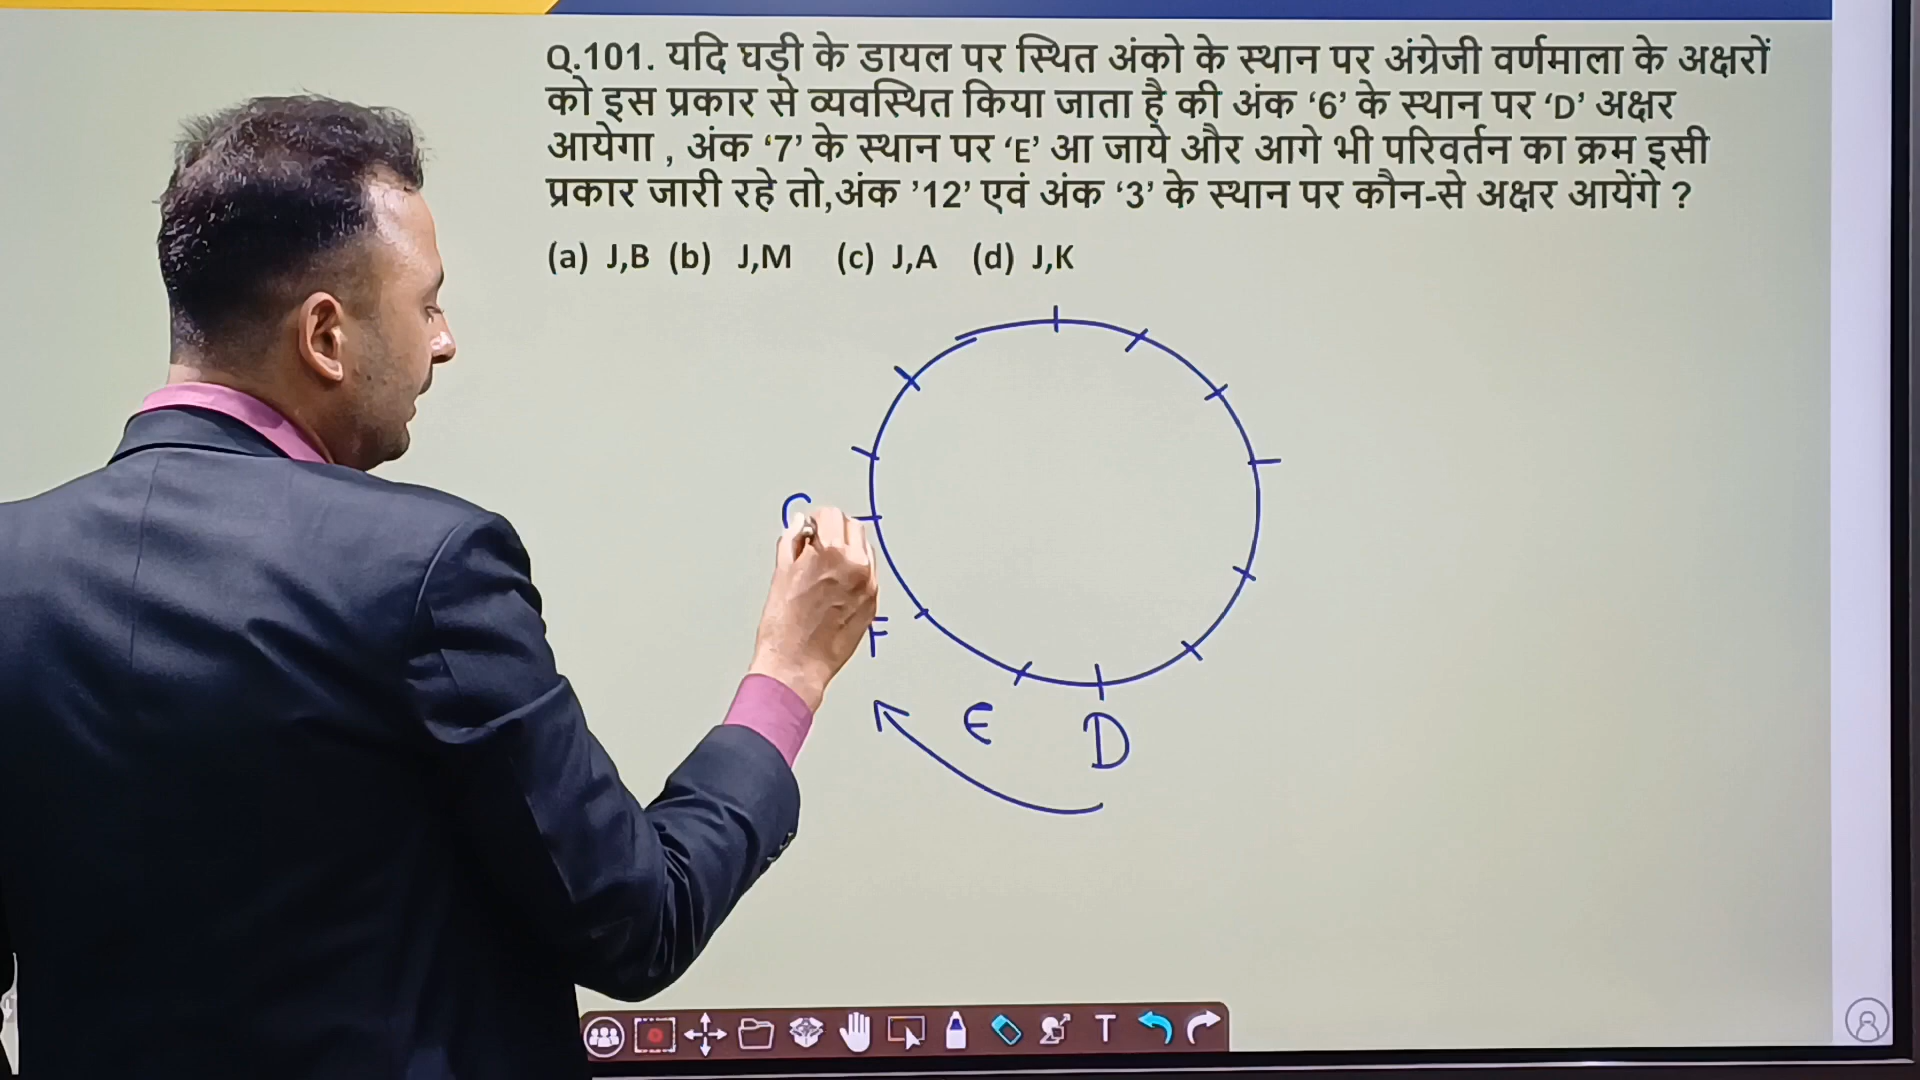 Q.101. यदि घड़ी के डायल पर स्थित अंको के स्थान पर अंग्रेजी वर्णमाला के अक्षरों
को इस प्रकार से व्यवस्थित किया जाता है की अंक ‘6’ के स्थान पर ‘D’ अक्षर
आयेगा , अंक ‘7’ के स्थान पर ‘E’ आ जाये और आगे भी परिवर्तन का क्रम इसी
प्रकार जारी रहे तो,अंक ’12’ एवं अंक ‘3’ के स्थान पर कौन-से अक्षर आयेंगे ?
(a) J,B (b) J,M (c) J,A (d) J,K
F
E D
T